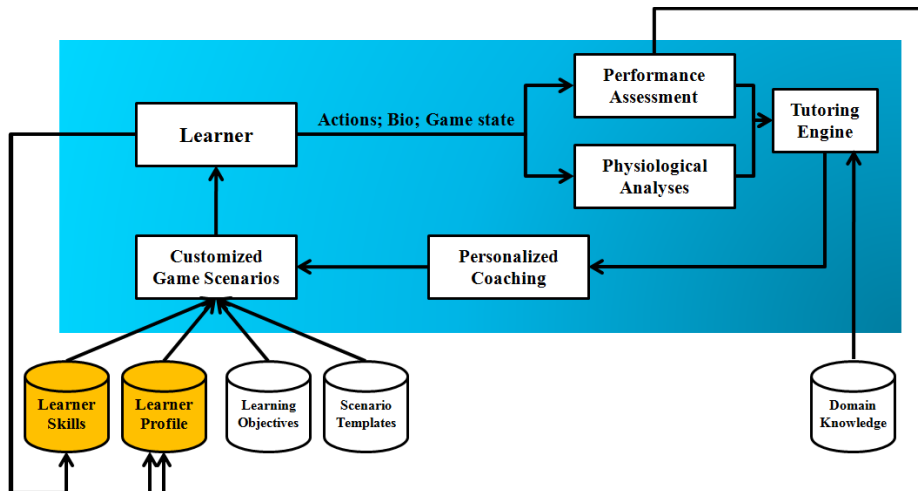 Performance
Assessment
Tutoring
Engine
Learner
Actions; Bio; Game state
Physiological
Analyses
Customized
Game Scenarios
Personalized
Coaching
Learner
Skills
Learner
Profile
Learning
Objectives
Scenario
Templates
Domain
Knowledge